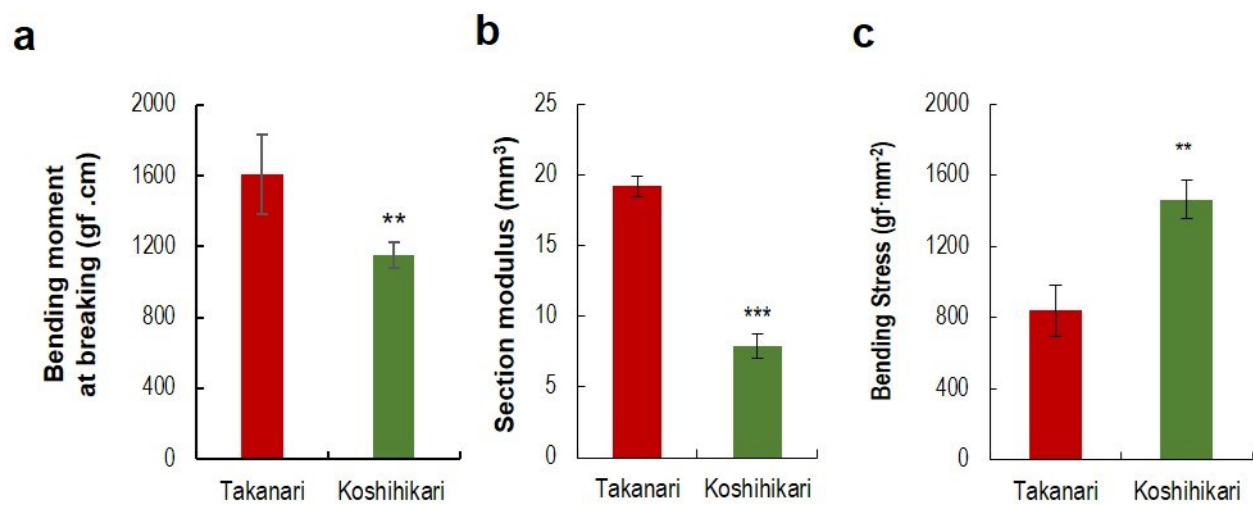 a
Bending moment
at breaking (gf .cm)
2000
1600
1200
800
400
0
**
Takanari
Koshihikari
b
Section modulus (mm³)
25
20
15
10
5
0
***
Takanari
Koshihikari
c
Bending Stress (gf·mm⁻²)
2000
1600
1200
800
400
0
**
Takanari
Koshihikari